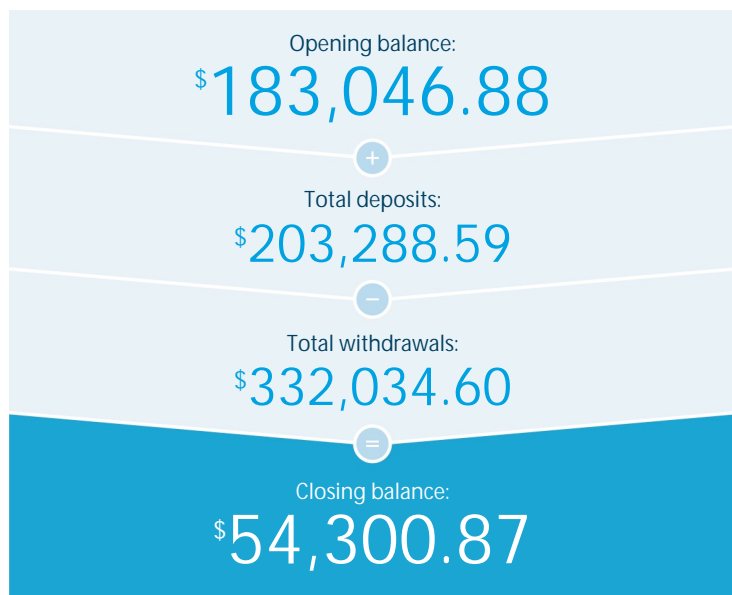 Opening balance:
$183,046.88
+
Total deposits:
$203,288.59
−
Total withdrawals:
$332,034.60
=
Closing balance:
$54,300.87